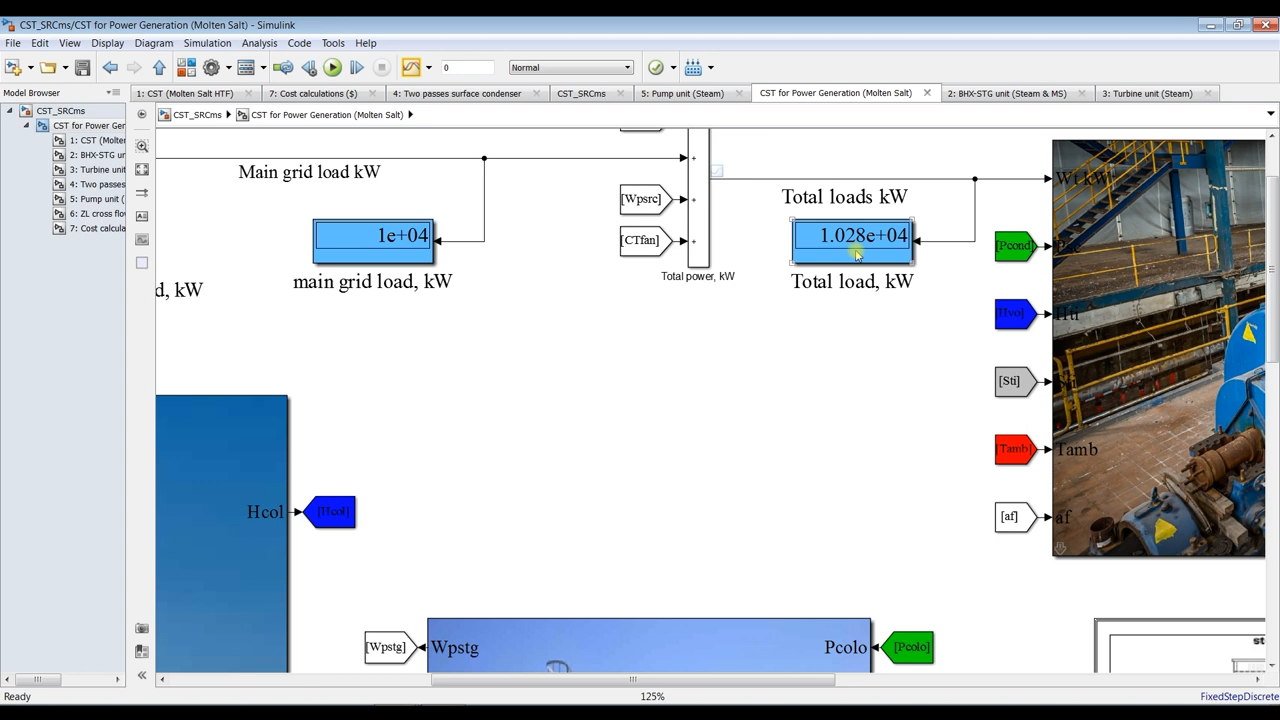 CST_SRCms/CST for Power Generation (Molten Salt) - Simulink
File Edit View Display Diagram Simulation Analysis Code Tools Help
0
Normal
Model Browser
1: CST (Molten Salt HTF)
7: Cost calculations ($)
4: Two passes surface condenser
CST_SRCms
5: Pump unit (Steam)
CST for Power Generation (Molten Salt)
2: BHX-STG unit (Steam & MS)
3: Turbine unit (Steam)
CST_SRCms
CST for Power Gener
1: CST (Molten
2: BHX-STG un
3: Turbine unit
4: Two passes
5: Pump unit (
6: ZL cross flo
7: Cost calcula
CST_SRCms
CST for Power Generation (Molten Salt)
Main grid load kW
1e+04
main grid load, kW
d, kW
[Wpsrc]
[CTfan]
+
+
+
Total power, kW
Total loads kW
1.028e+04
Total load, kW
Wt kW
[Pcond]
[Hvo]
Hti
[Sti]
[Tamb]
Tamb
[af]
af
Hcol
[Hcol]
[Wpstg]
Wpstg
Pcolo
[Pcolo]
Ready
125%
FixedStepDiscrete